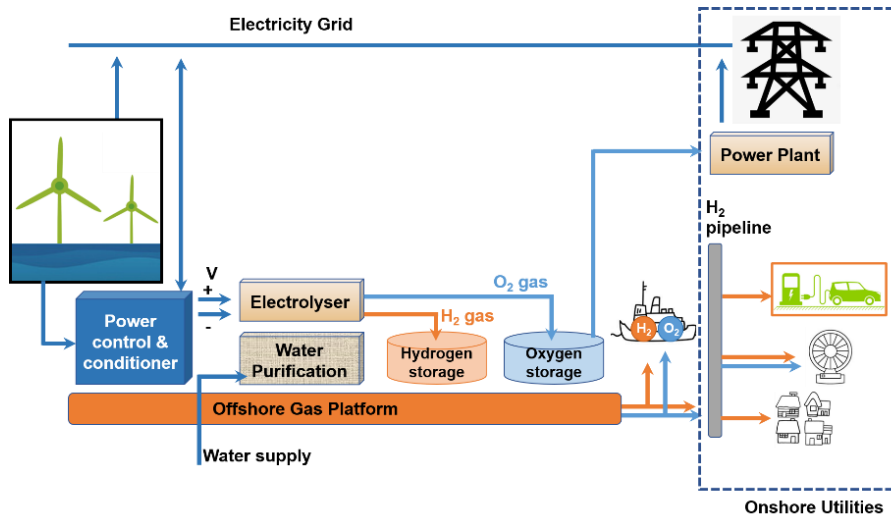 Electricity Grid
Power Plant
H₂
pipeline
V
+
-
O₂ gas
Electrolyser
H₂ gas
Power
control &
conditioner
Water
Purification
Hydrogen
storage
Oxygen
storage
H₂
O₂
Offshore Gas Platform
Water supply
Onshore Utilities